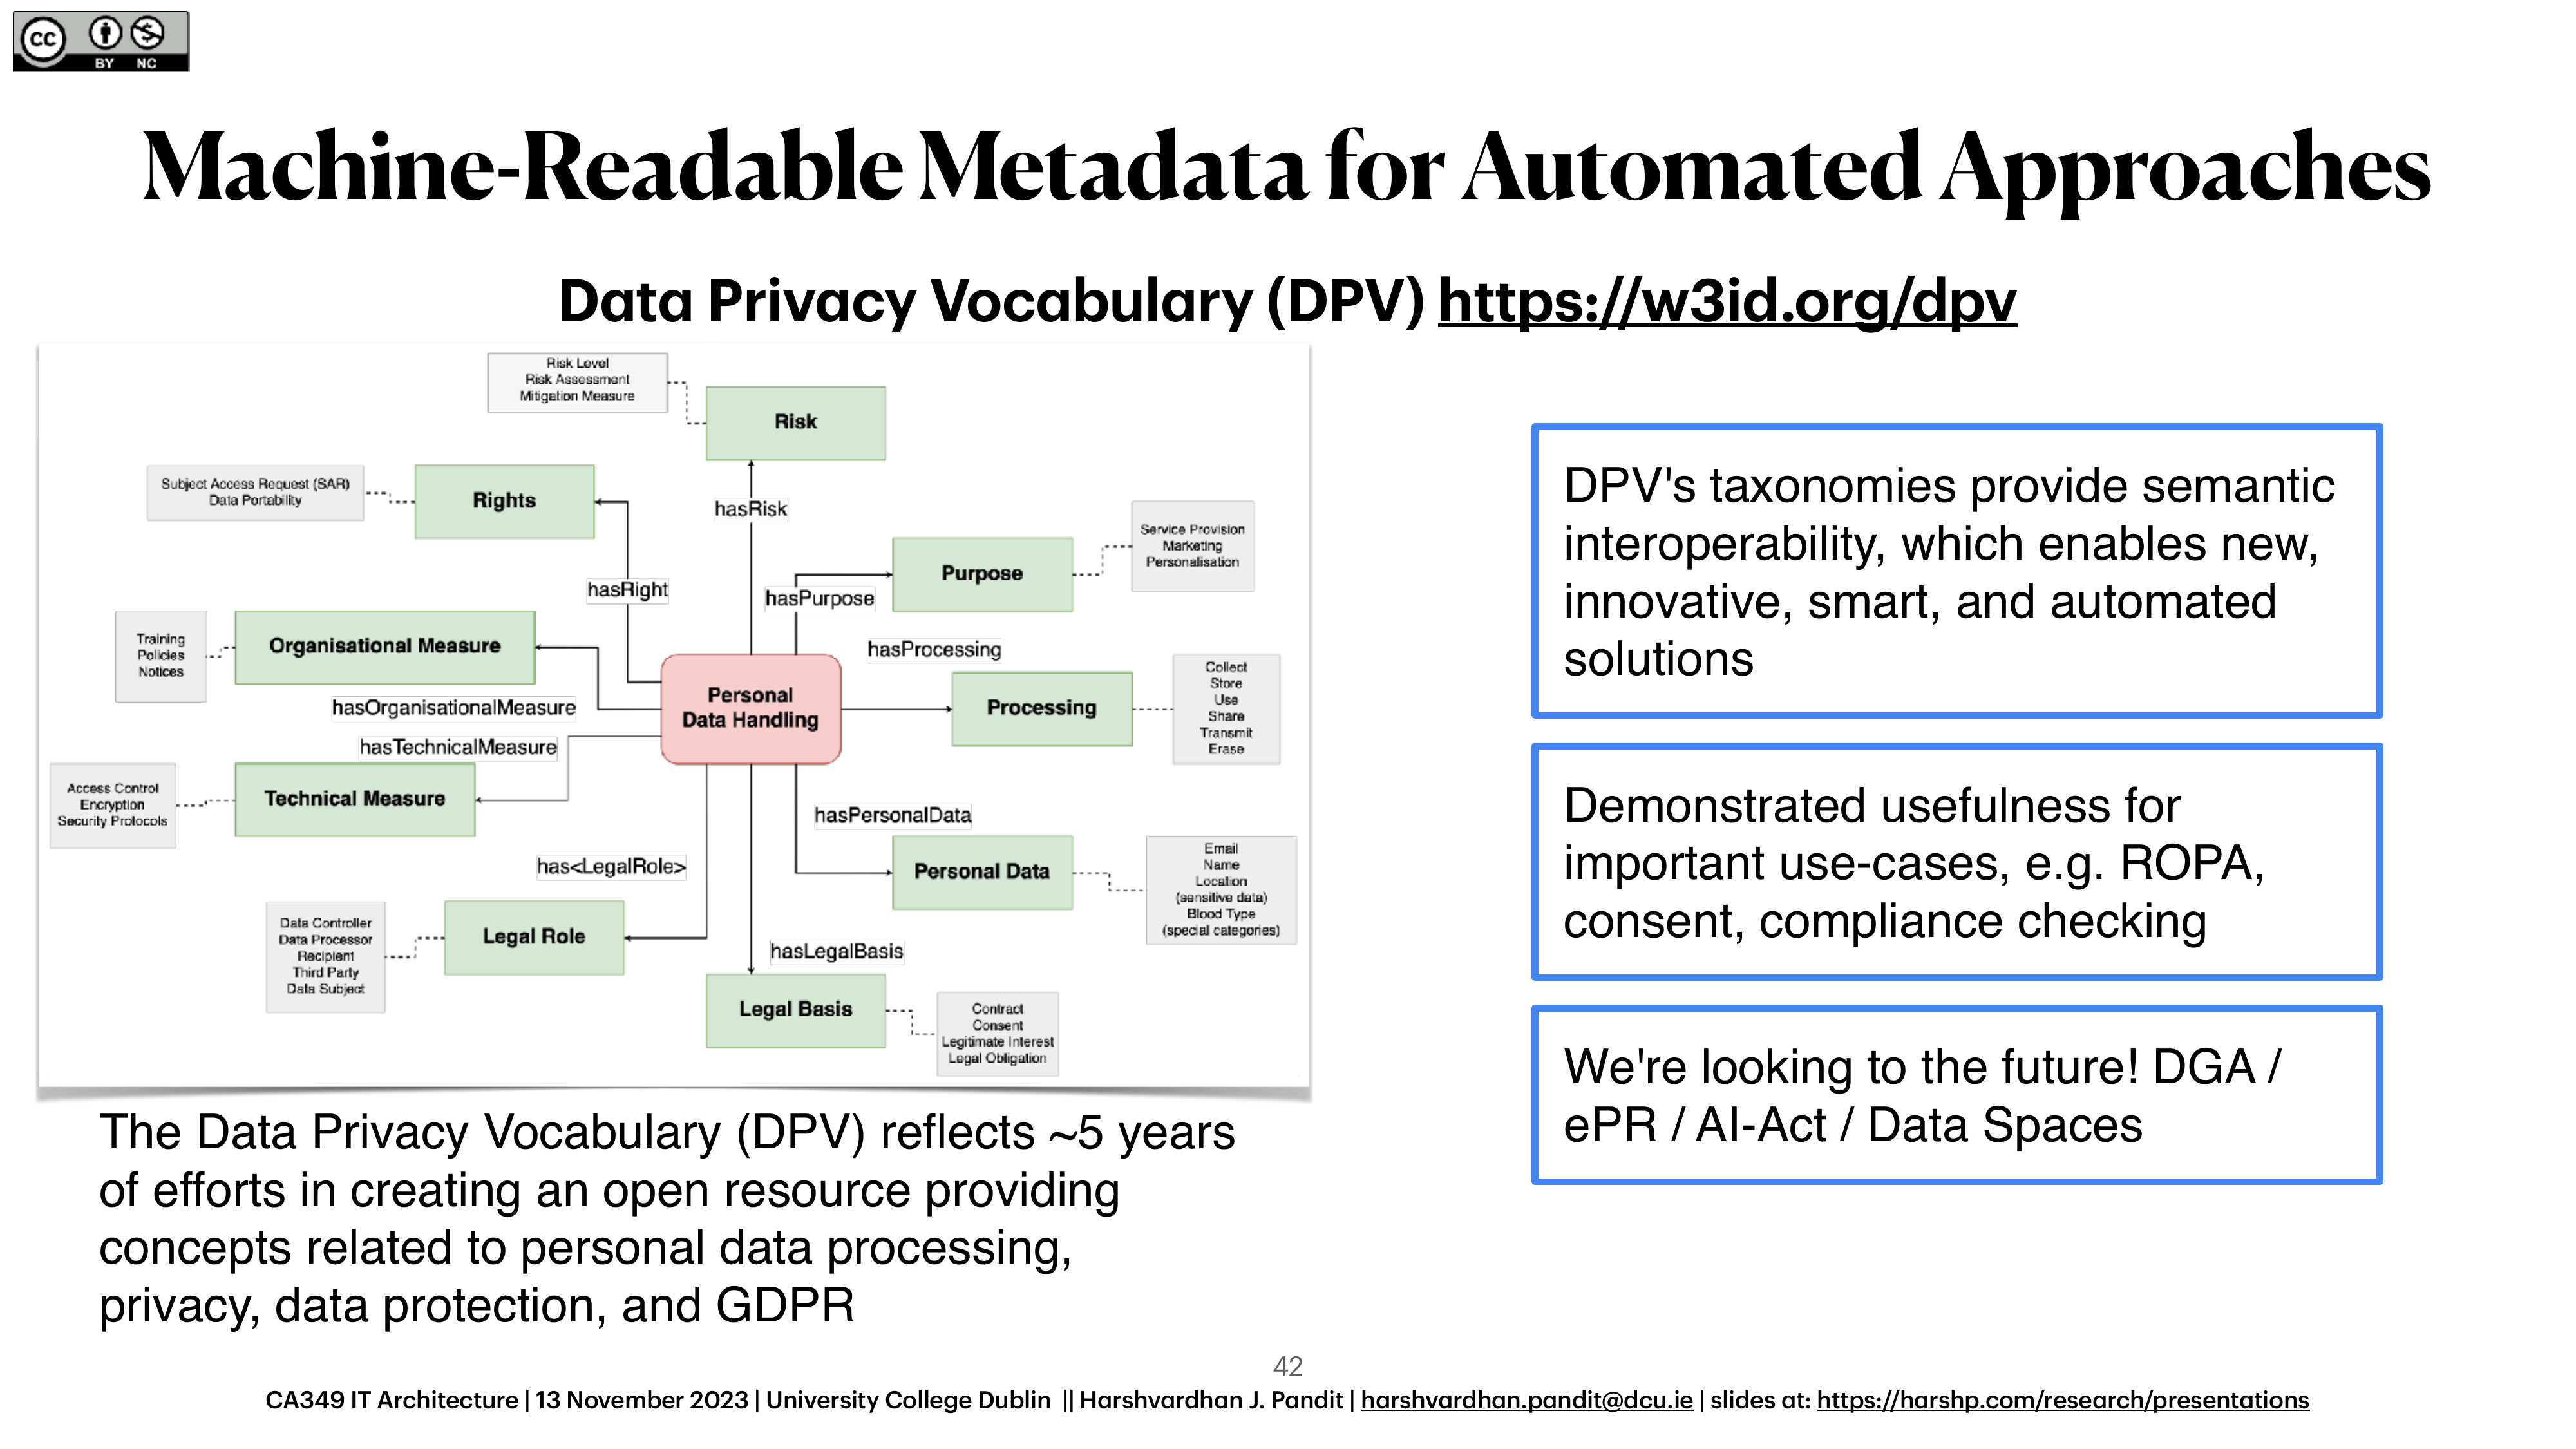 cc
BY NC
Machine-Readable Metadata for Automated Approaches
Data Privacy Vocabulary (DPV) https://w3id.org/dpv
Risk Level
Risk Assessment
Mitigation Measure
Risk
Subject Access Request (SAR)
Data Portability
Rights
hasRisk
Service Provision
Marketing
Personalisation
Purpose
hasRight
hasPurpose
Training
Policies
Notices
Organisational Measure
hasProcessing
Collect
Store
Use
Share
Transmit
Erase
Personal
Data Handling
Processing
hasOrganisationalMeasure
hasTechnicalMeasure
Access Control
Encryption
Security Protocols
Technical Measure
hasPersonalData
Email
Name
Location
(sensitive data)
Blood Type
(special categories)
Personal Data
has<LegalRole>
Data Controller
Data Processor
Recipient
Third Party
Data Subject
Legal Role
hasLegalBasis
Legal Basis
Contract
Consent
Legitimate Interest
Legal Obligation
The Data Privacy Vocabulary (DPV) reflects ~5 years
of efforts in creating an open resource providing
concepts related to personal data processing,
privacy, data protection, and GDPR
DPV's taxonomies provide semantic
interoperability, which enables new,
innovative, smart, and automated
solutions
Demonstrated usefulness for
important use-cases, e.g. ROPA,
consent, compliance checking
We're looking to the future! DGA /
ePR / AI-Act / Data Spaces
42
CA349 IT Architecture | 13 November 2023 | University College Dublin || Harshvardhan J. Pandit | harshvardhan.pandit@dcu.ie | slides at: https://harshp.com/research/presentations